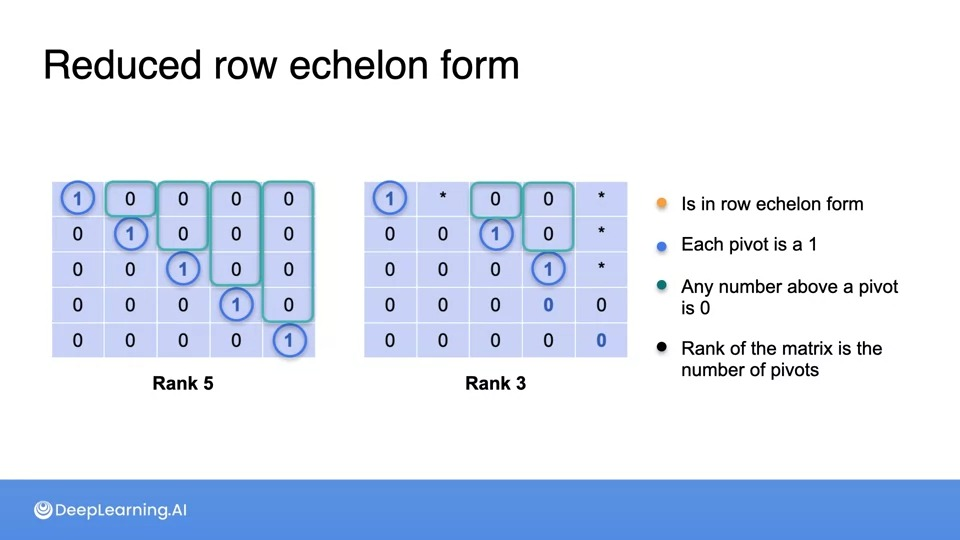 Reduced row echelon form
1 0 0 0 0
0 1 0 0 0
0 0 1 0 0
0 0 0 1 0
0 0 0 0 1
Rank 5
1 * 0 0 *
0 0 1 0 *
0 0 0 1 *
0 0 0 0 0
0 0 0 0 0
Rank 3
Is in row echelon form
Each pivot is a 1
Any number above a pivot
is 0
Rank of the matrix is the
number of pivots
DeepLearning.AI